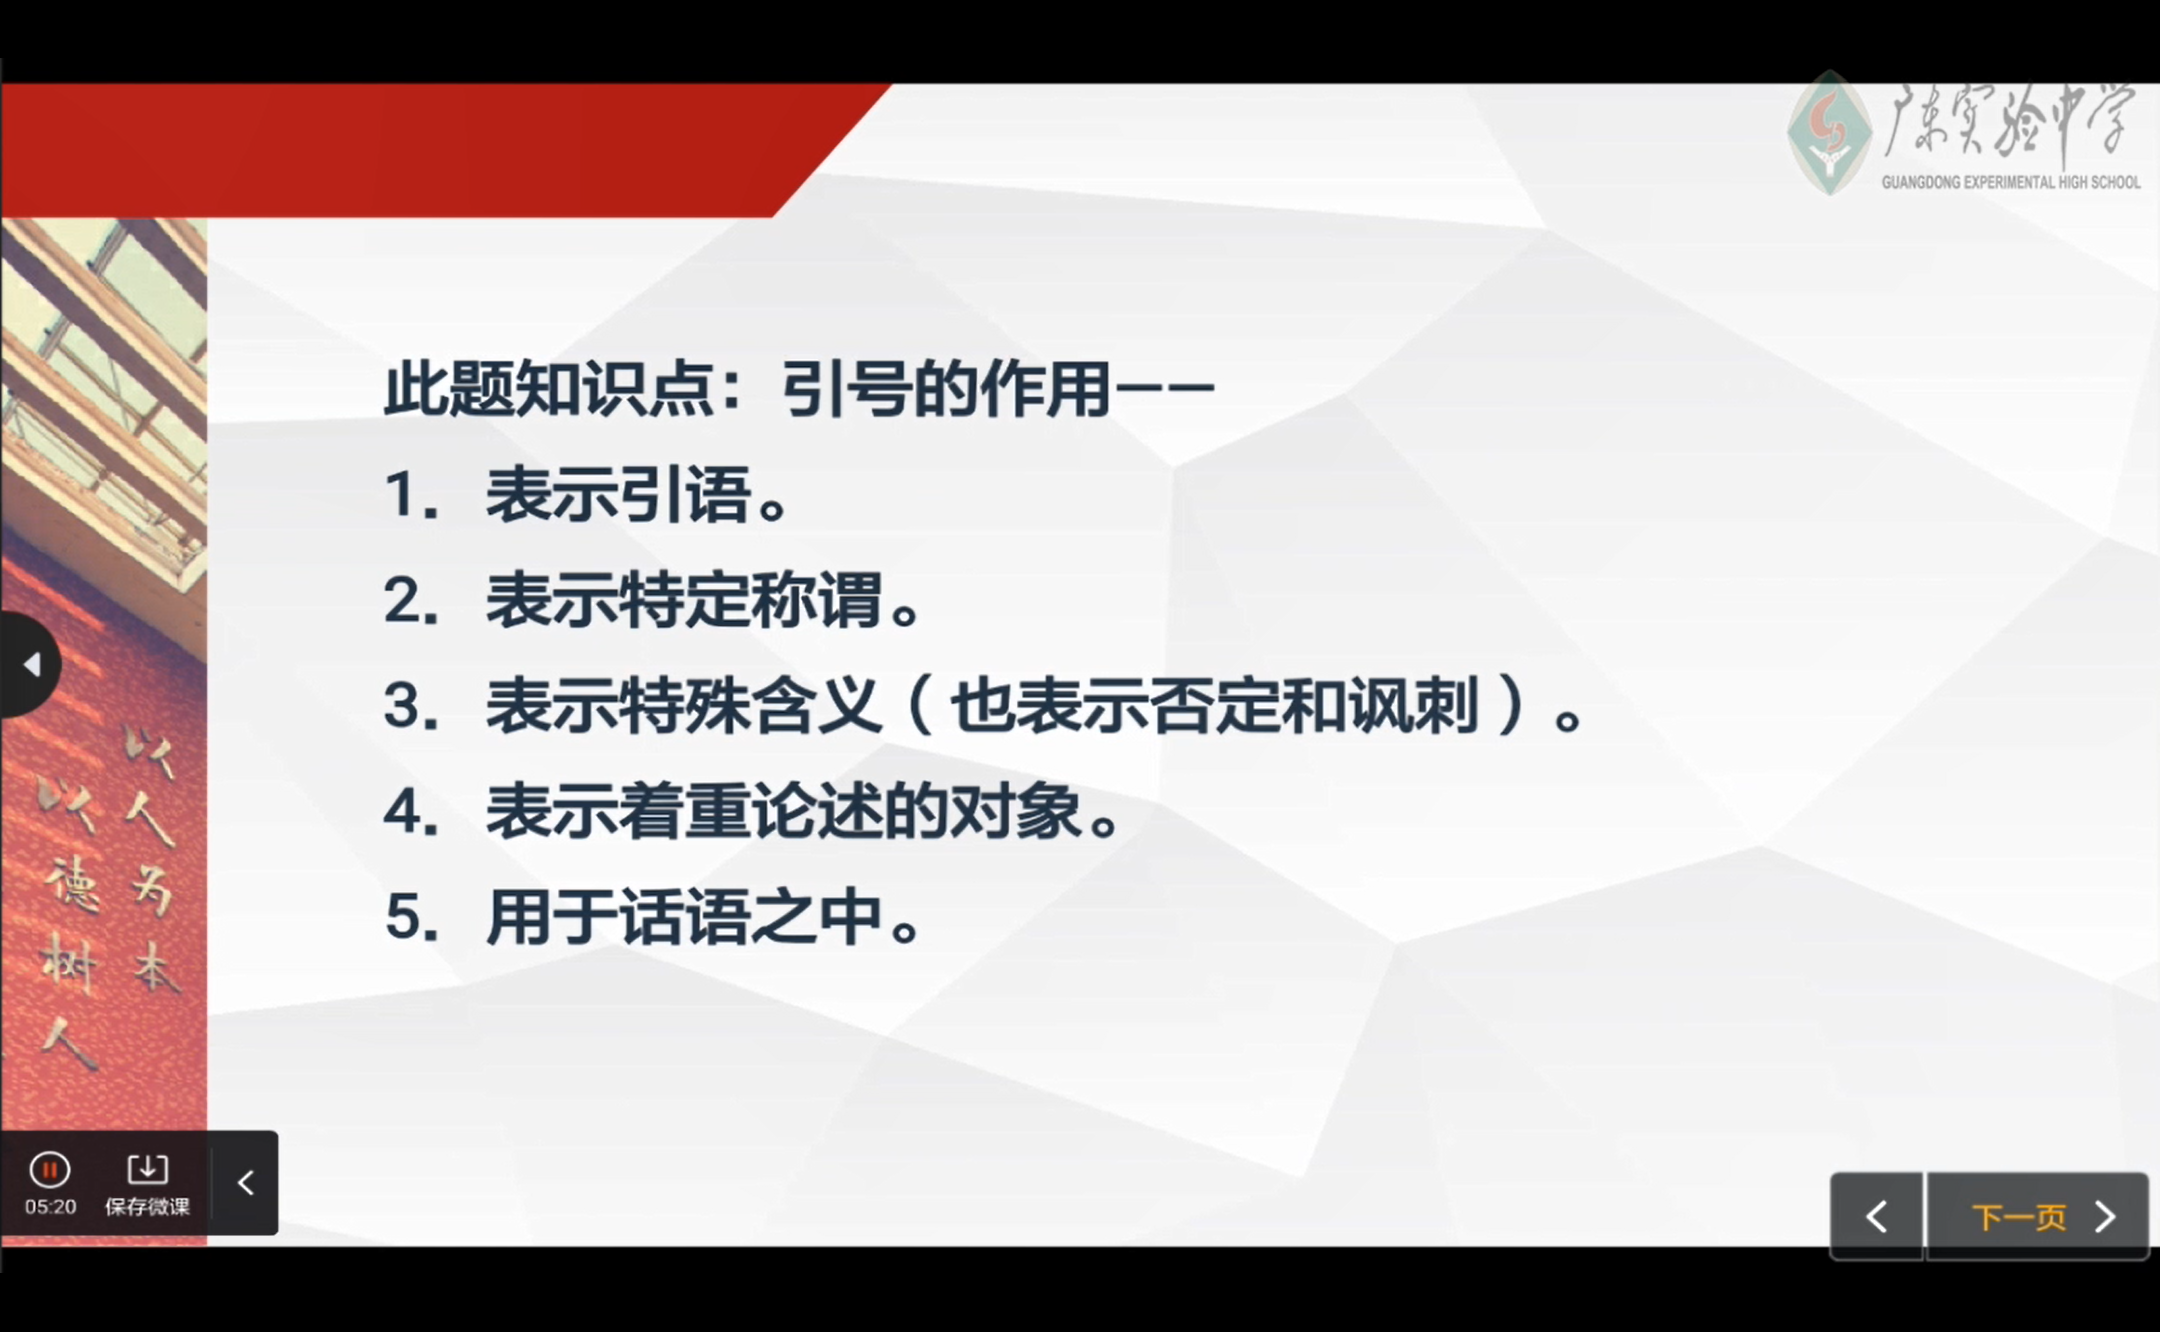 广东实验中学
GUANGDONG EXPERIMENTAL HIGH SCHOOL
此题知识点：引号的作用——
1. 表示引语。
2. 表示特定称谓。
3. 表示特殊含义（也表示否定和讽刺）。
4. 表示着重论述的对象。
5. 用于话语之中。
以人为本
以德树人
05:20
保存微课
下一页